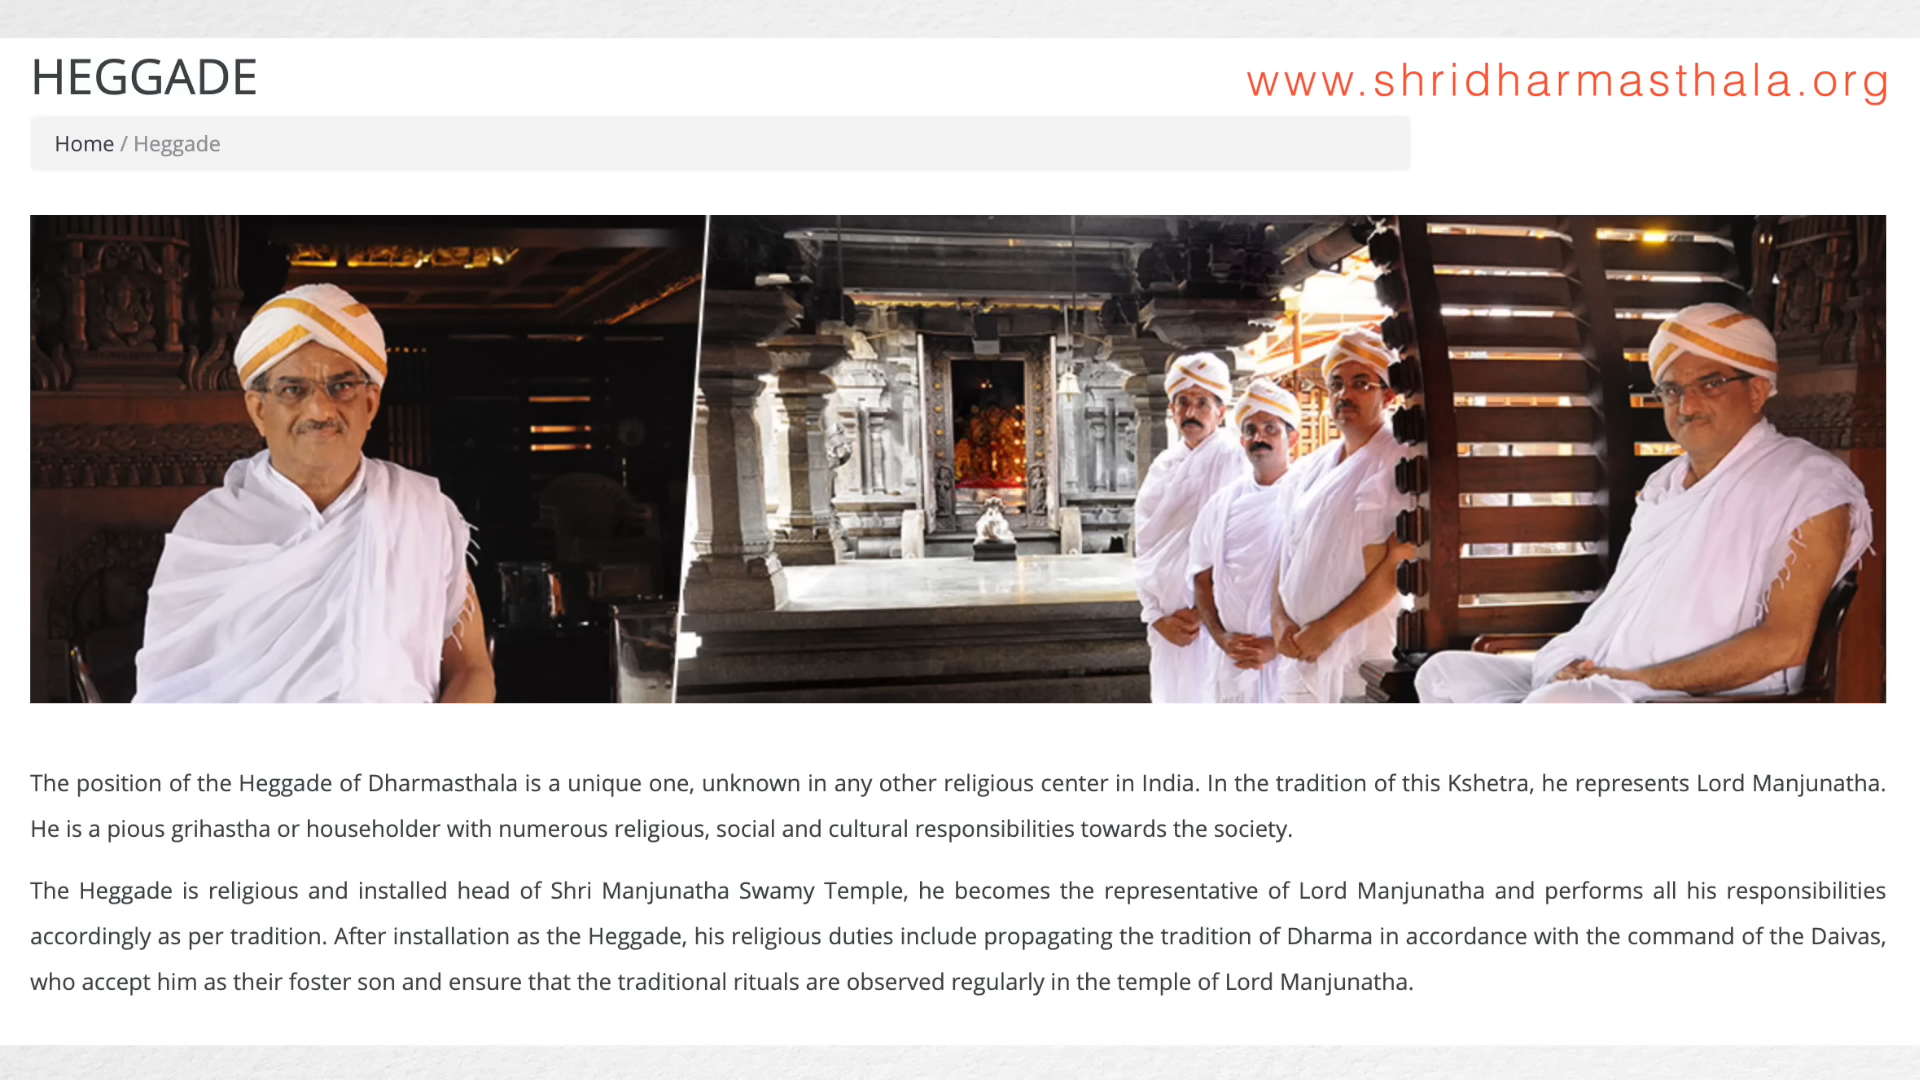 HEGGADE
www.shridharmasthala.org
Home / Heggade
The position of the Heggade of Dharmasthala is a unique one, unknown in any other religious center in India. In the tradition of this Kshetra, he represents Lord Manjunatha.
He is a pious grihastha or householder with numerous religious, social and cultural responsibilities towards the society.
The Heggade is religious and installed head of Shri Manjunatha Swamy Temple, he becomes the representative of Lord Manjunatha and performs all his responsibilities
accordingly as per tradition. After installation as the Heggade, his religious duties include propagating the tradition of Dharma in accordance with the command of the Daivas,
who accept him as their foster son and ensure that the traditional rituals are observed regularly in the temple of Lord Manjunatha.